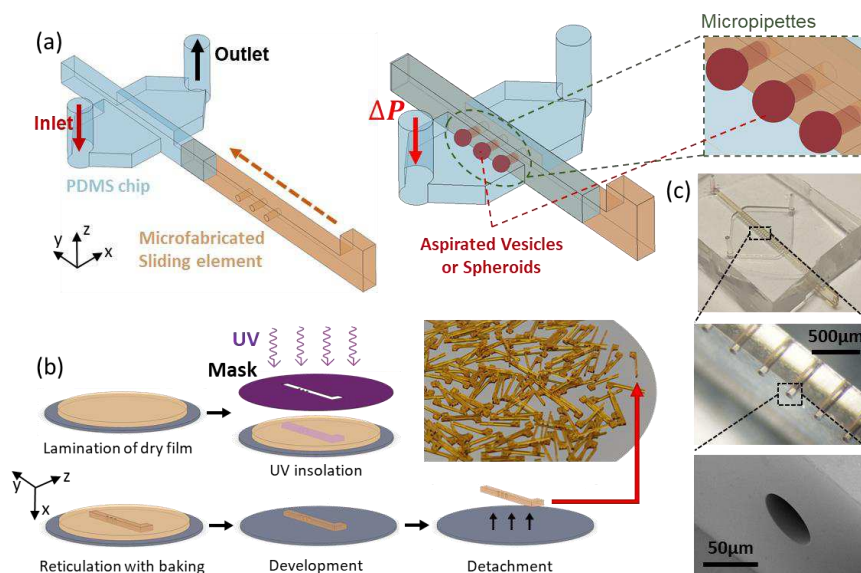 (a)
Outlet
Inlet
PDMS chip
Microfabricated
Sliding element
y
z
x
ΔP
Micropipettes
Aspirated Vesicles
or Spheroids
(c)
500µm
50µm
(b)
UV
Mask
Lamination of dry film
UV insolation
y
z
x
Reticulation with baking
Development
Detachment